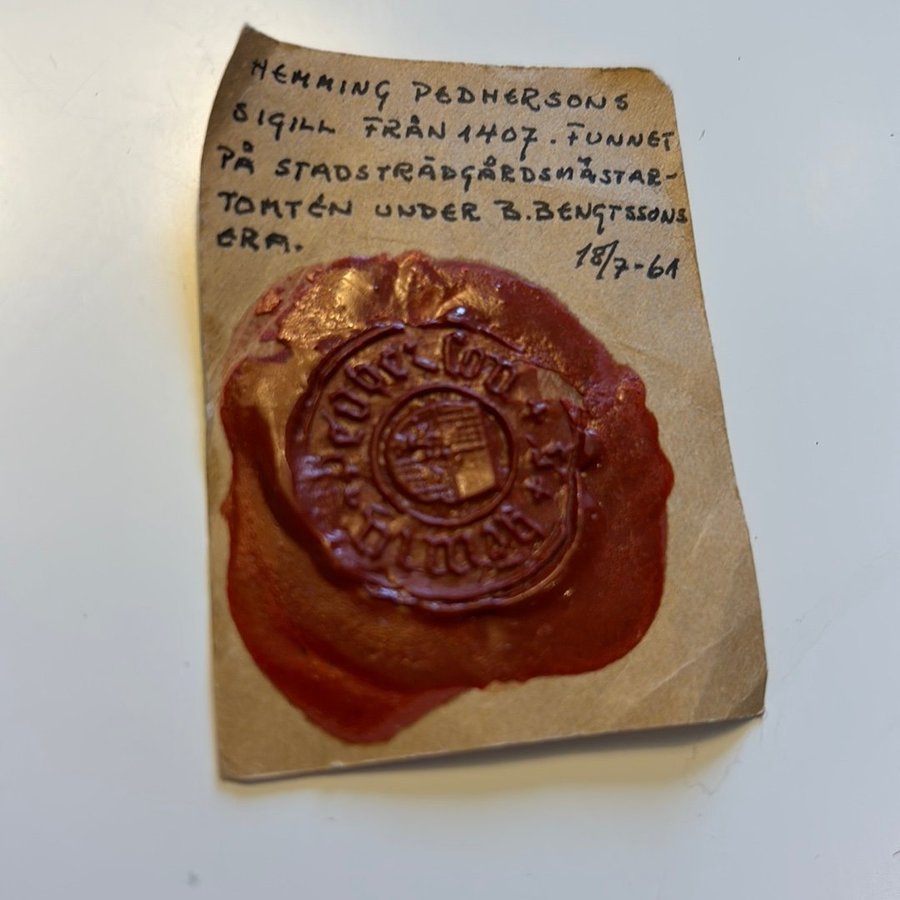 HEMMING PEDHERSONS
SIGILL FRÅN 1407. FUNNET
PÅ STADSTRÄDGÅRDSMÄSTAR-
TOMTEN UNDER B. BENGTSSONS
ERA.
18/7-61